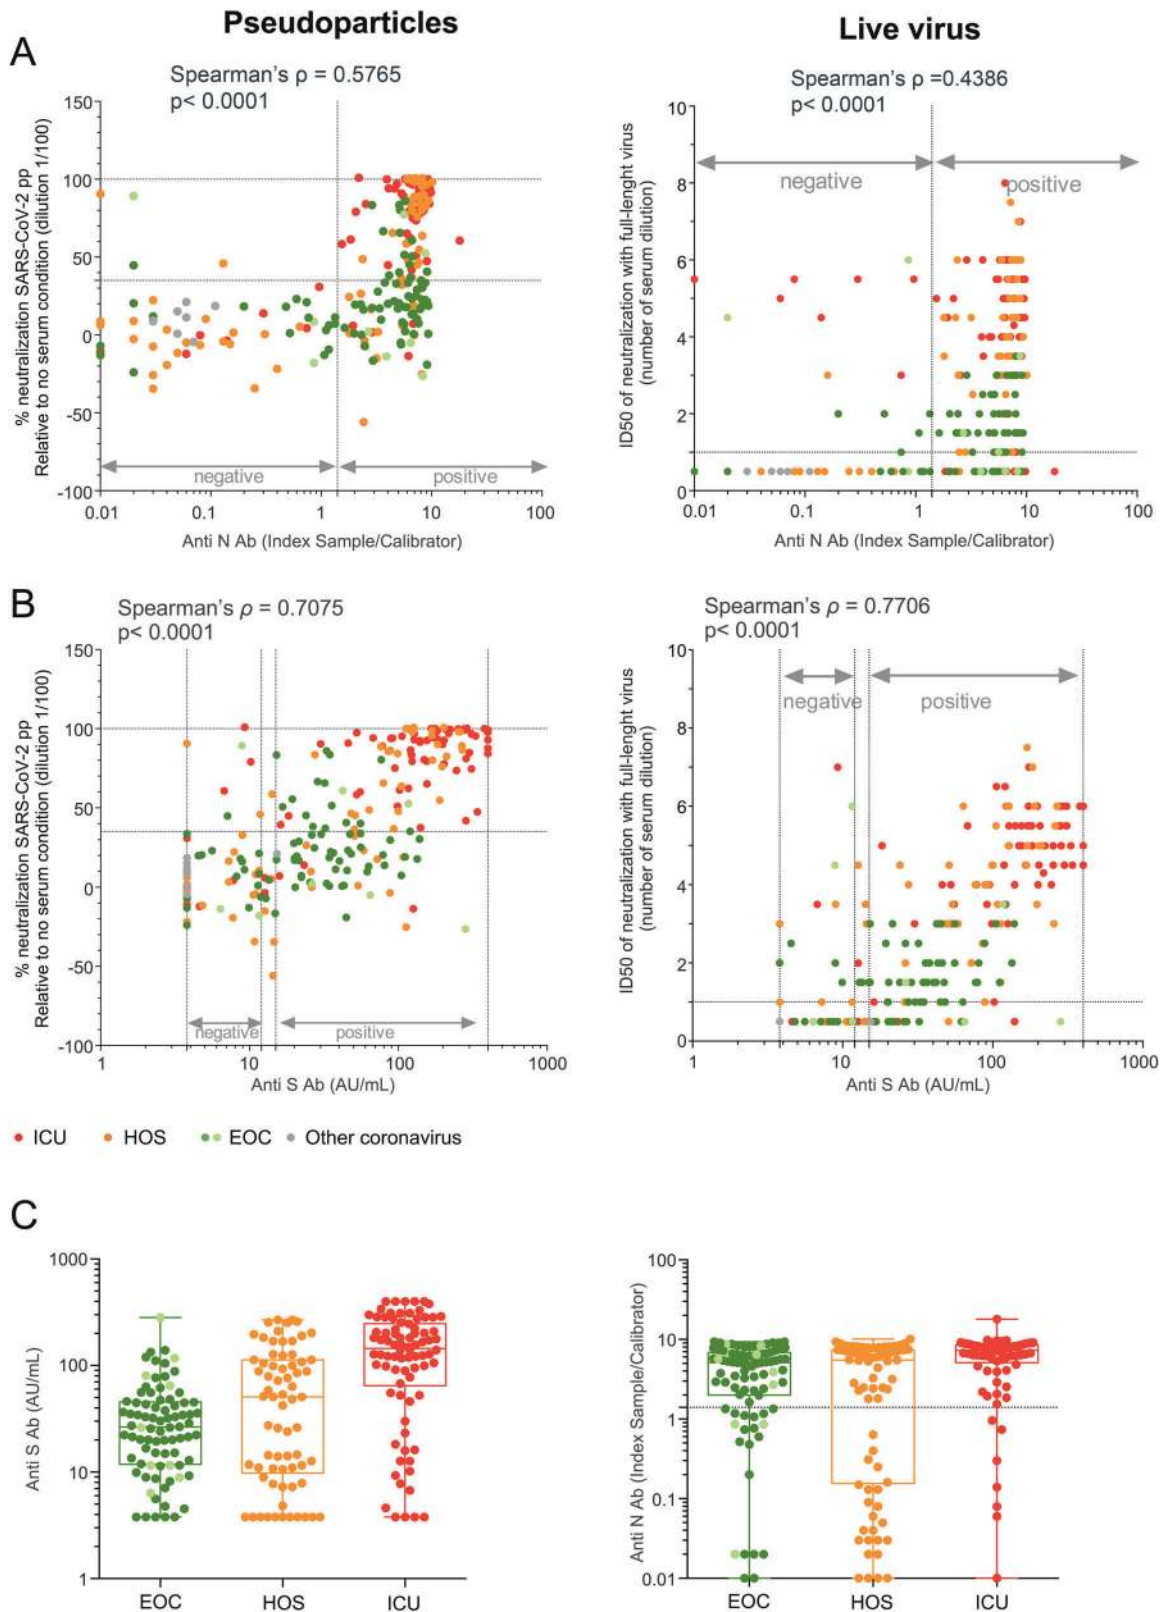 Pseudoparticles
Live virus
A
Spearman's ρ = 0.5765
p< 0.0001
% neutralization SARS-CoV-2 pp
Relative to no serum condition (dilution 1/100)
150
100
50
0
-50
-100
negative
positive
0.01
0.1
1
10
100
Anti N Ab (Index Sample/Calibrator)
Spearman's ρ =0.4386
p< 0.0001
ID50 of neutralization with full-lenght virus
(number of serum dilution)
10
8
6
4
2
0
negative
positive
0.01
0.1
1
10
100
Anti N Ab (Index Sample/Calibrator)
B
Spearman's ρ = 0.7075
p< 0.0001
% neutralization SARS-CoV-2 pp
Relative to no serum condition (dilution 1/100)
150
100
50
0
-50
-100
negative
positive
1
10
100
1000
Anti S Ab (AU/mL)
Spearman's ρ = 0.7706
p< 0.0001
ID50 of neutralization with full-lenght virus
(number of serum dilution)
10
8
6
4
2
0
negative
positive
1
10
100
1000
Anti S Ab (AU/mL)
ICU HOS EOC Other coronavirus
C
Anti S Ab (AU/mL)
1000
100
10
1
EOC HOS ICU
Anti N Ab (Index Sample/Calibrator)
100
10
1
0.1
0.01
EOC HOS ICU